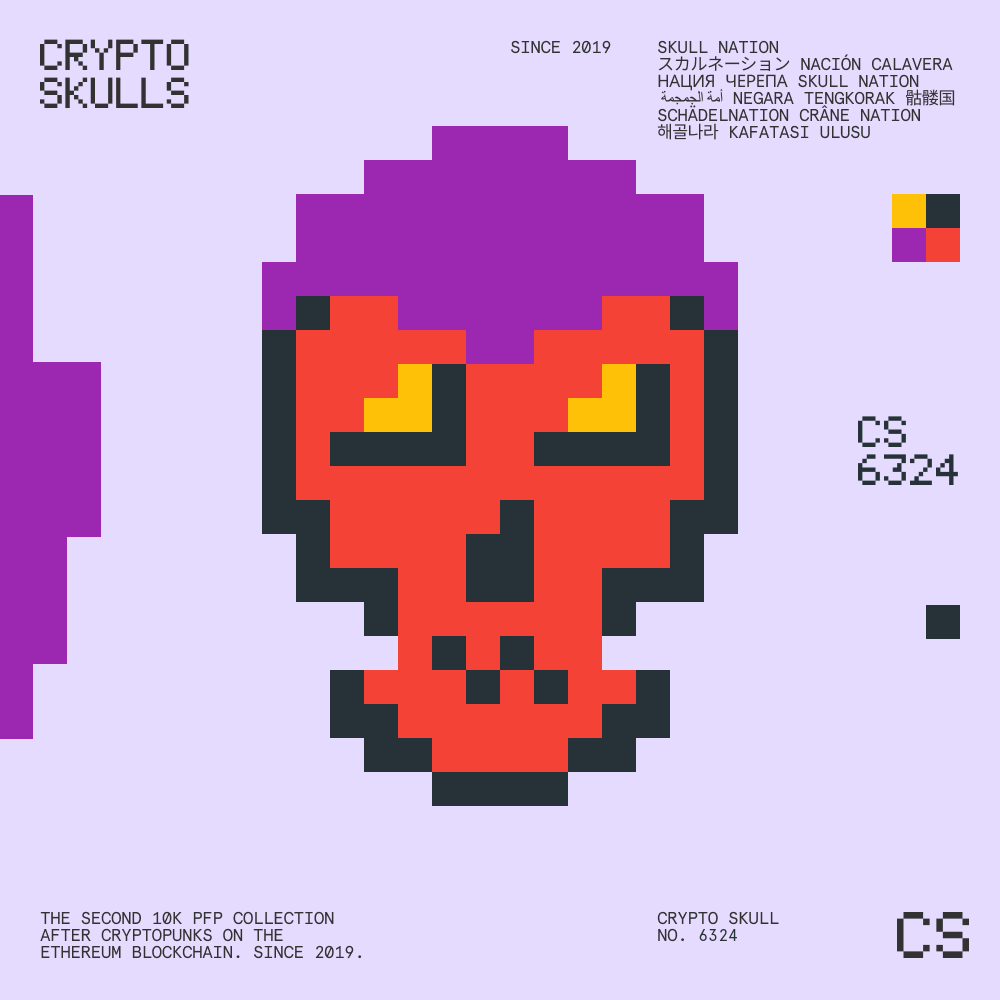 CRYPTO
SKULLS
SINCE 2019
SKULL NATION
スカルネーション NACIÓN CALAVERA
НАЦИЯ ЧЕРЕПА SKULL NATION
أمة الجمجمة NEGARA TENGKORAK 骷髅国
SCHÄDELNATION CRÂNE NATION
해골나라 KAFATASI ULUSU
CS
6324
THE SECOND 10K PFP COLLECTION
AFTER CRYPTOPUNKS ON THE
ETHEREUM BLOCKCHAIN. SINCE 2019.
CRYPTO SKULL
NO. 6324
CS